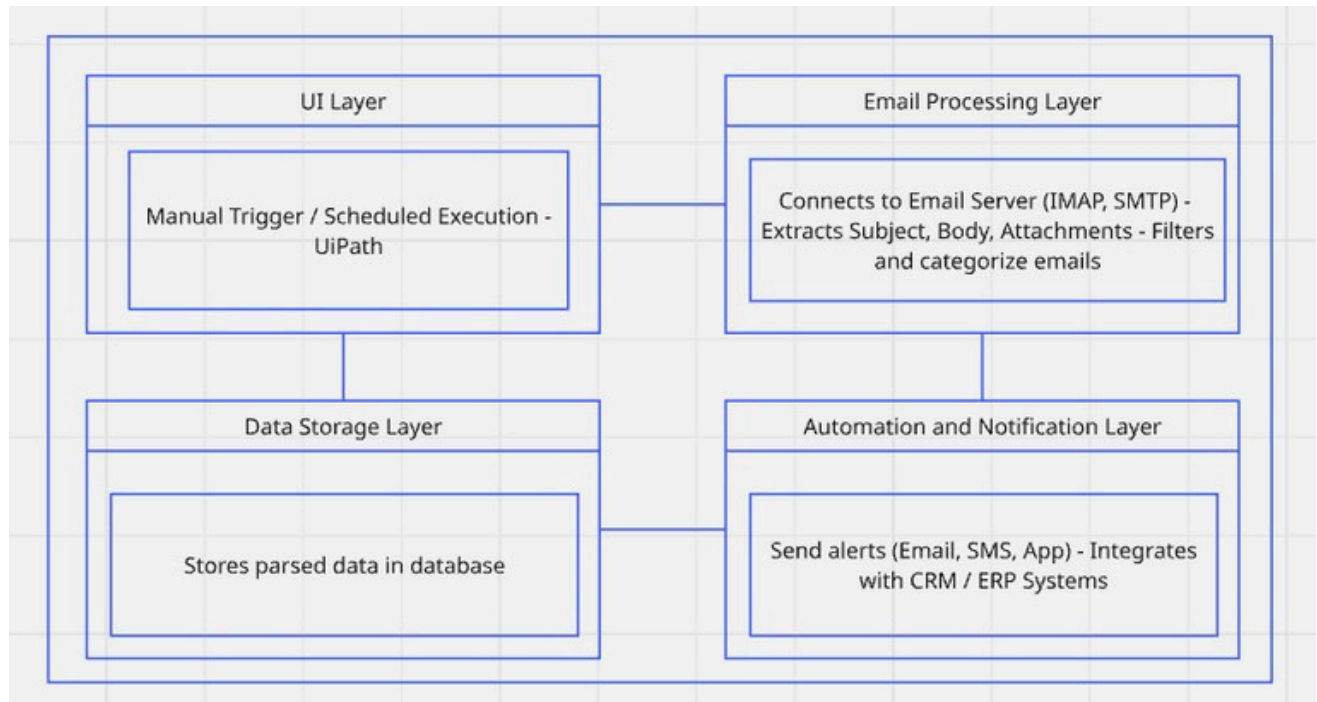 UI Layer
Manual Trigger / Scheduled Execution -
UiPath
Email Processing Layer
Connects to Email Server (IMAP, SMTP) -
Extracts Subject, Body, Attachments - Filters
and categorize emails
Data Storage Layer
Stores parsed data in database
Automation and Notification Layer
Send alerts (Email, SMS, App) - Integrates
with CRM / ERP Systems